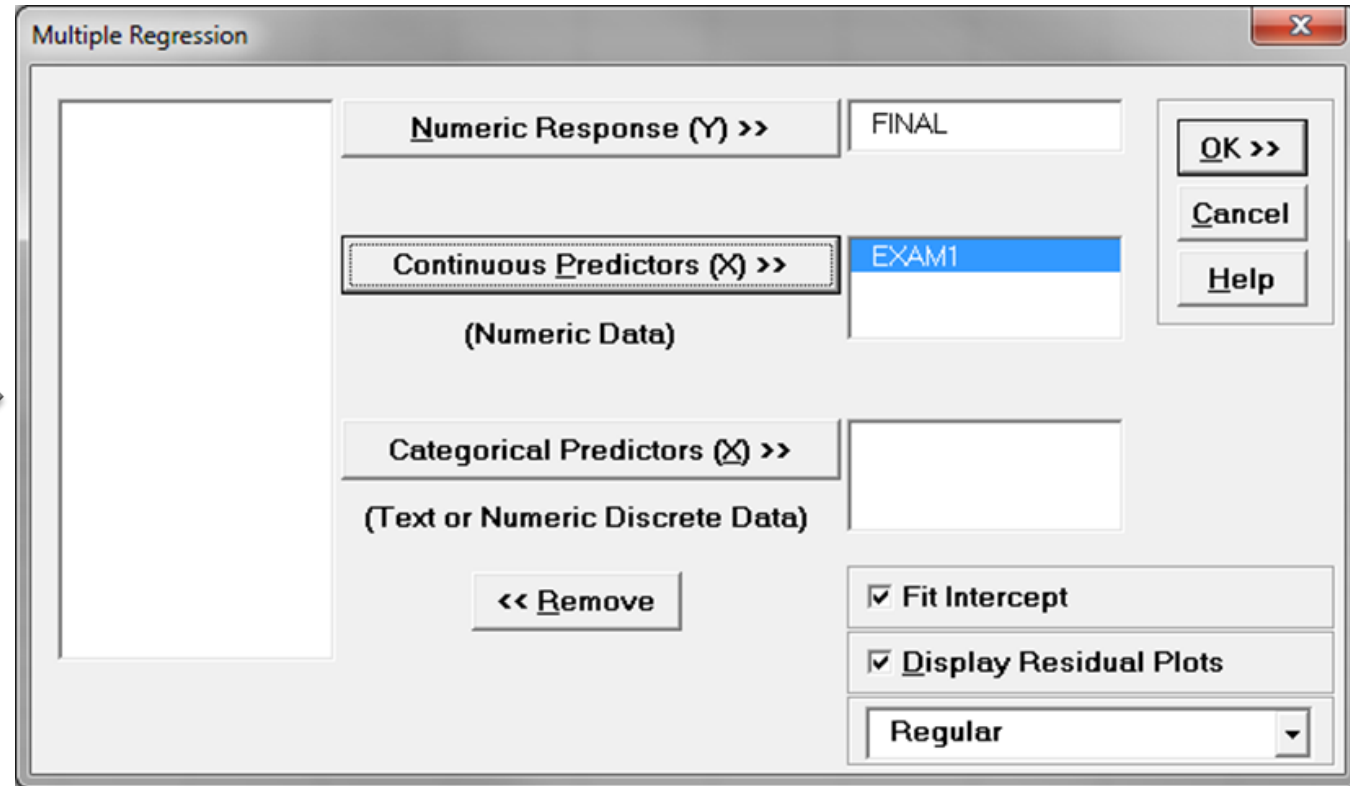 Multiple Regression
Numeric Response (Y) >>
FINAL
OK >>
Cancel
Help
Continuous Predictors (X) >>
EXAM1
(Numeric Data)
Categorical Predictors (X) >>
(Text or Numeric Discrete Data)
<< Remove
Fit Intercept
Display Residual Plots
Regular